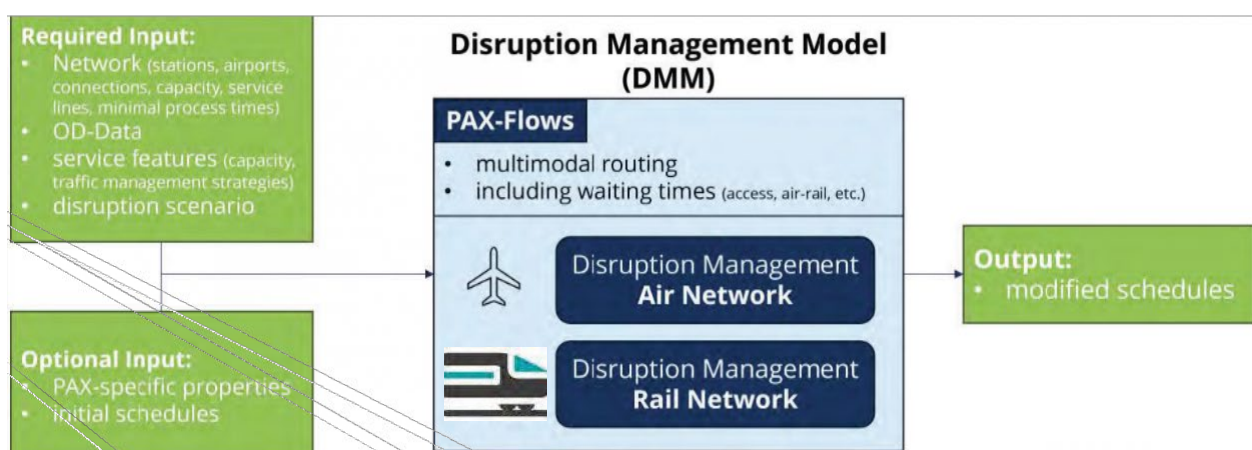 Required Input:
• Network (stations, airports,
connections, capacity, service
lines, minimal process times)
• OD-Data
• service features (capacity,
traffic management strategies)
• disruption scenario
Optional Input:
• PAX-specific properties
• initial schedules
Disruption Management Model
(DMM)
PAX-Flows
• multimodal routing
• including waiting times (access, air-rail, etc.)
Disruption Management
Air Network
Disruption Management
Rail Network
Output:
• modified schedules